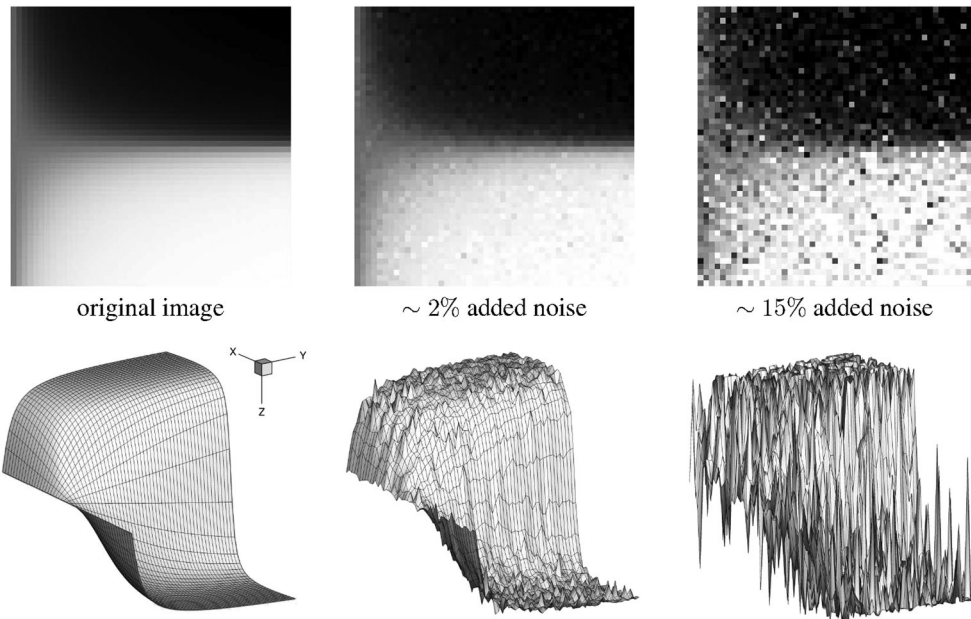 original image
~ 2% added noise
~ 15% added noise
X
Y
Z